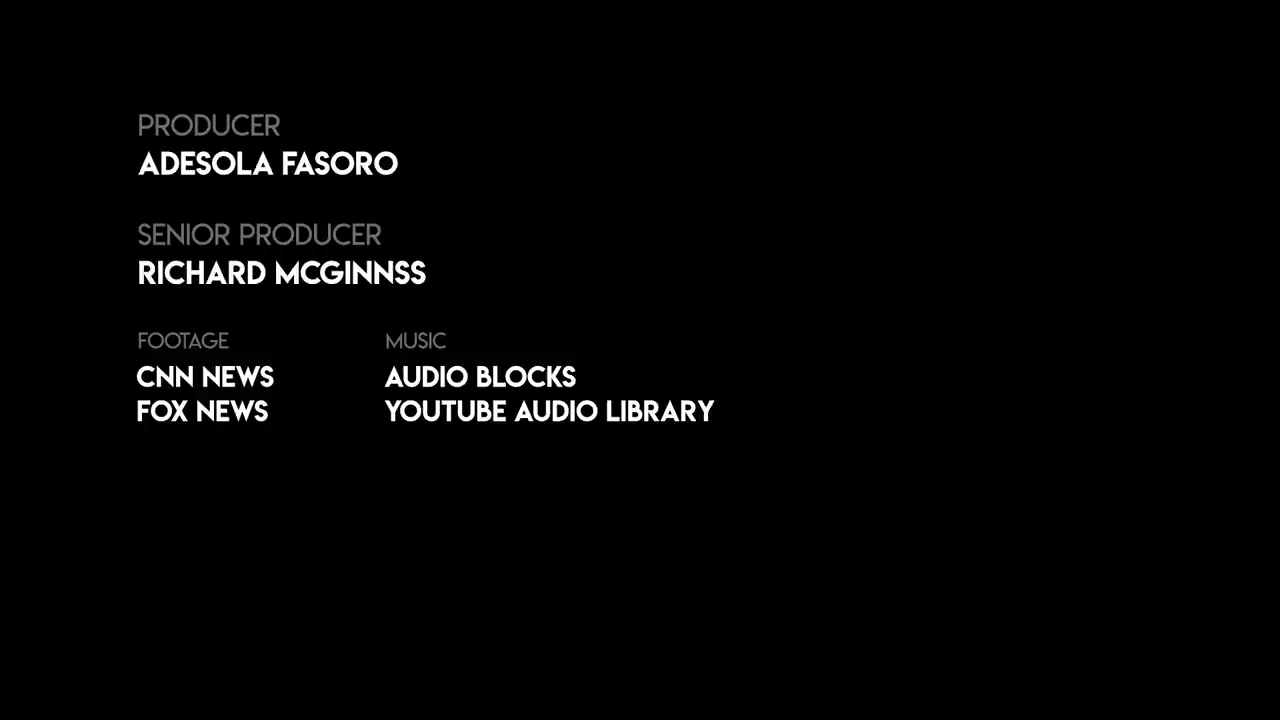 PRODUCER
ADESOLA FASORO
SENIOR PRODUCER
RICHARD MCGINNSS
FOOTAGE
CNN NEWS
FOX NEWS
MUSIC
AUDIO BLOCKS
YOUTUBE AUDIO LIBRARY